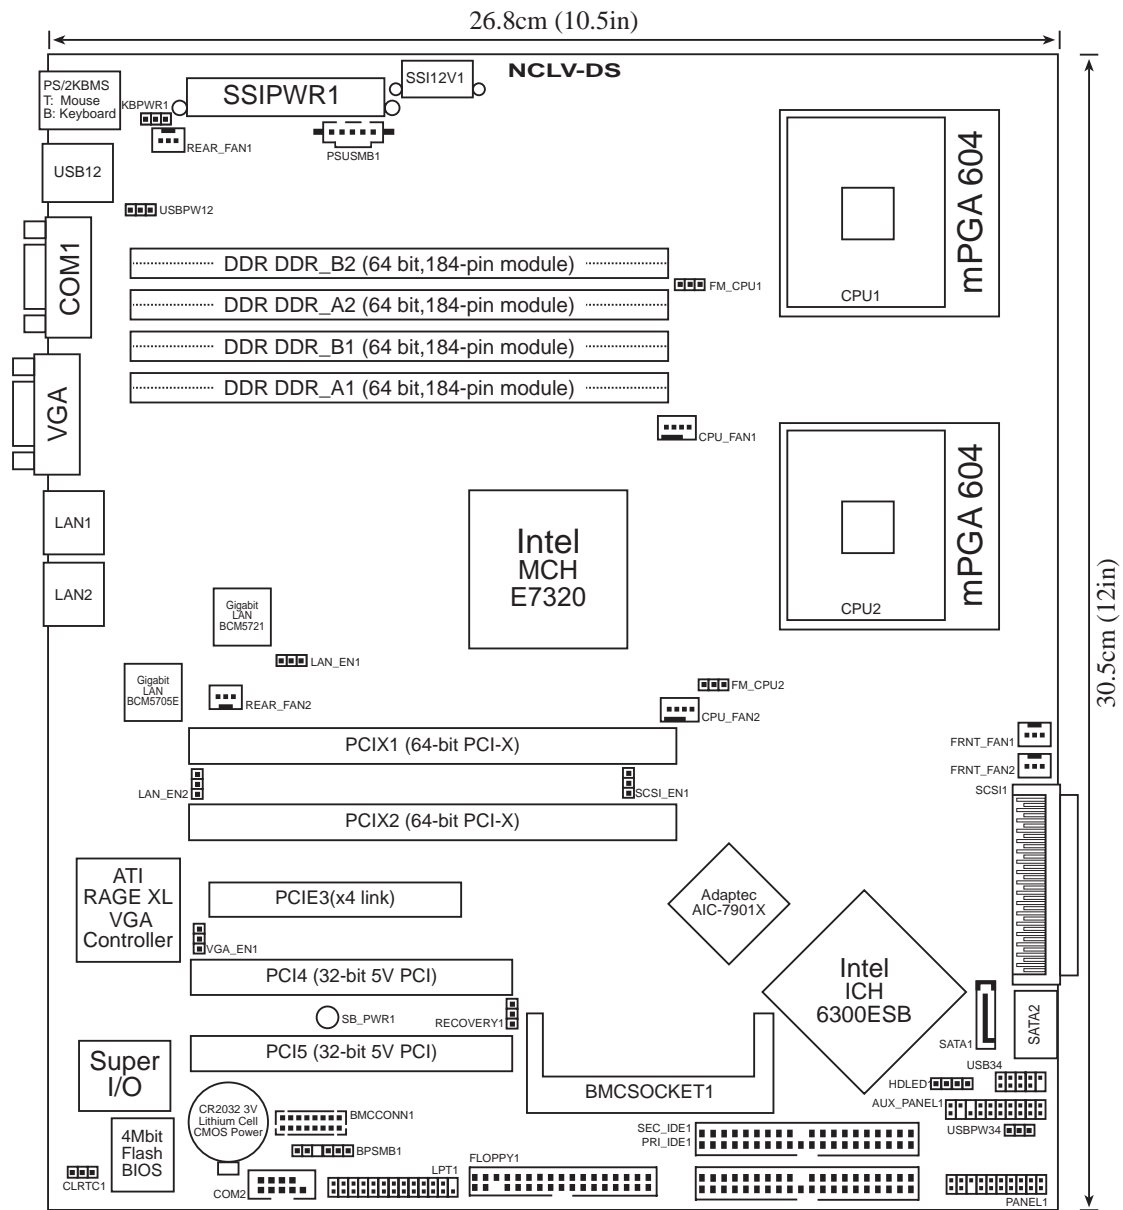 26.8cm (10.5in)
NCLV-DS
PS/2KBMS
T: Mouse
B: Keyboard
KBPWR1
SSIPWR1
SSI12V1
REAR_FAN1
PSUSMB1
USB12
USBPW12
COM1
DDR DDR_B2 (64 bit,184-pin module)
DDR DDR_A2 (64 bit,184-pin module)
DDR DDR_B1 (64 bit,184-pin module)
DDR DDR_A1 (64 bit,184-pin module)
FM_CPU1
CPU1
mPGA 604
VGA
CPU_FAN1
LAN1
LAN2
Intel
MCH
E7320
CPU2
mPGA 604
30.5cm (12in)
Gigabit
LAN
BCM5721
LAN_EN1
Gigabit
LAN
BCM5705E
REAR_FAN2
FM_CPU2
CPU_FAN2
PCIX1 (64-bit PCI-X)
FRNT_FAN1
FRNT_FAN2
LAN_EN2
SCSI_EN1
SCSI1
PCIX2 (64-bit PCI-X)
ATI
RAGE XL
VGA
Controller
PCIE3(x4 link)
Adaptec
AIC-7901X
VGA_EN1
PCI4 (32-bit 5V PCI)
Intel
ICH
6300ESB
SB_PWR1
RECOVERY1
SATA1
SATA2
PCI5 (32-bit 5V PCI)
Super
I/O
BMCSOCKET1
USB34
HDLED1
AUX_PANEL1
CR2032 3V
Lithium Cell
CMOS Power
BMCCONN1
SEC_IDE1
PRI_IDE1
USBPW34
4Mbit
Flash
BIOS
BPSMB1
FLOPPY1
LPT1
CLRTC1
COM2
PANEL1